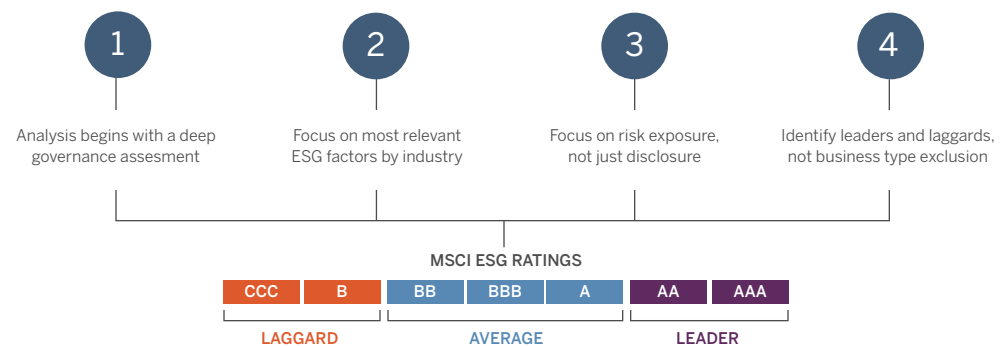 1
2
3
4
Analysis begins with a deep
governance assesment
Focus on most relevant
ESG factors by industry
Focus on risk exposure,
not just disclosure
Identify leaders and laggards,
not business type exclusion
MSCI ESG RATINGS
CCC B BB BBB A AA AAA
LAGGARD AVERAGE LEADER